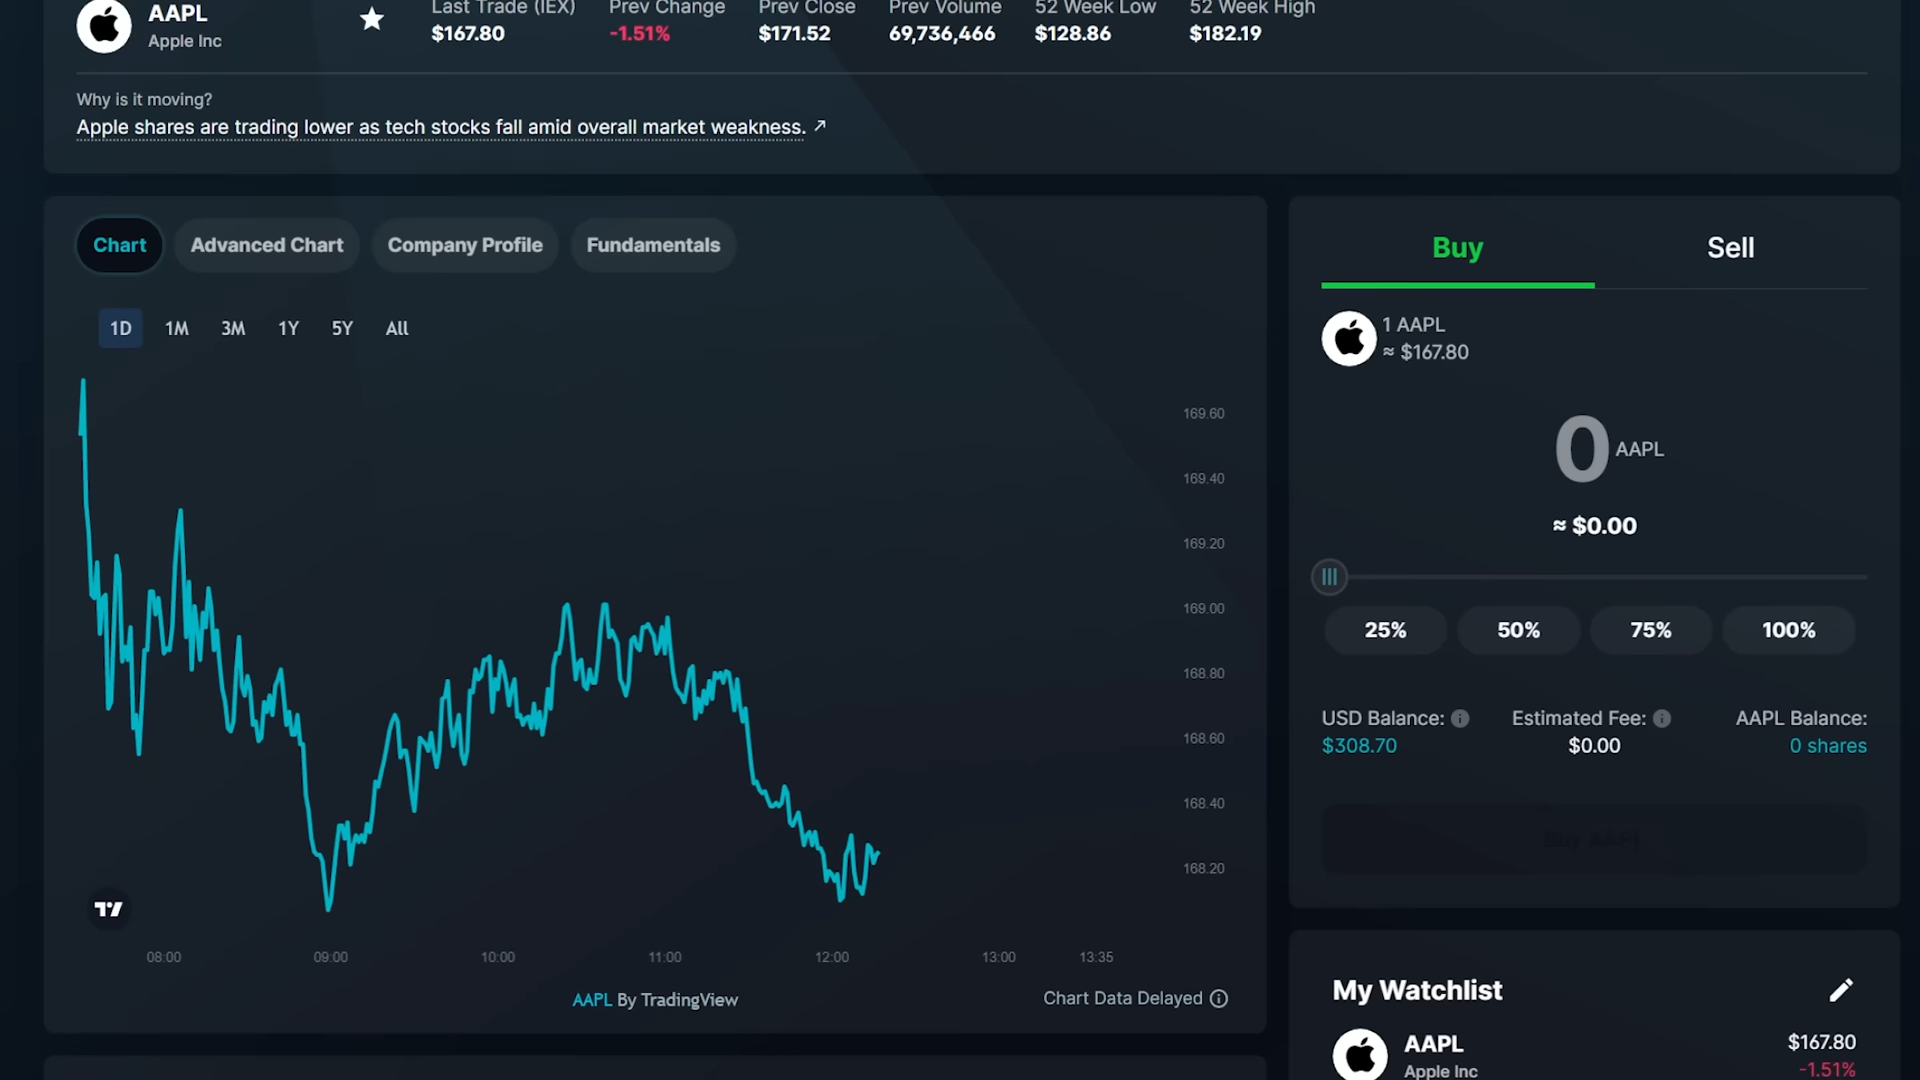 AAPL
Apple Inc
Last Trade (IEX)
$167.80
Prev Change
-1.51%
Prev Close
$171.52
Prev Volume
69,736,466
52 Week Low
$128.86
52 Week High
$182.19
Why is it moving?
Apple shares are trading lower as tech stocks fall amid overall market weakness.
Chart Advanced Chart Company Profile Fundamentals
1D 1M 3M 1Y 5Y All
169.60
169.40
169.20
169.00
168.80
168.60
168.40
168.20
08:00 09:00 10:00 11:00 12:00 13:00 13:35
AAPL By TradingView
Chart Data Delayed
Buy Sell
1 AAPL
≈ $167.80
0 AAPL
≈ $0.00
25% 50% 75% 100%
USD Balance:
$308.70
Estimated Fee:
$0.00
AAPL Balance:
0 shares
Buy AAPL
My Watchlist
AAPL
Apple Inc
$167.80
-1.51%